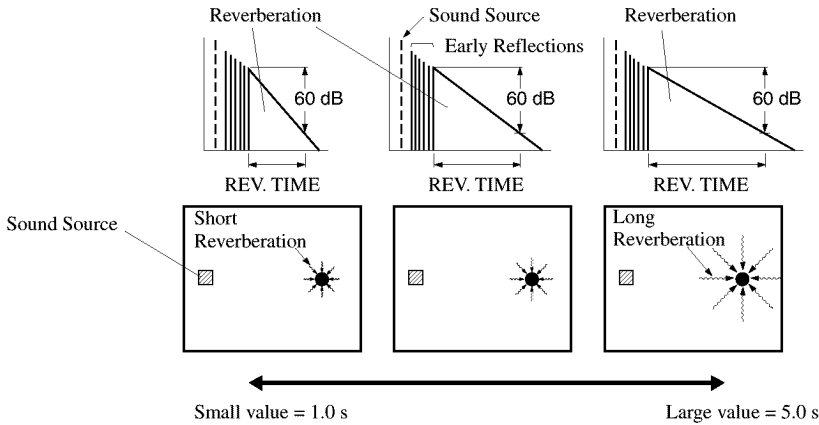 Reverberation
Sound Source
Reverberation
Early Reflections
60 dB
60 dB
60 dB
REV. TIME
REV. TIME
REV. TIME
Sound Source
Short
Reverberation
Long
Reverberation
Small value = 1.0 s
Large value = 5.0 s